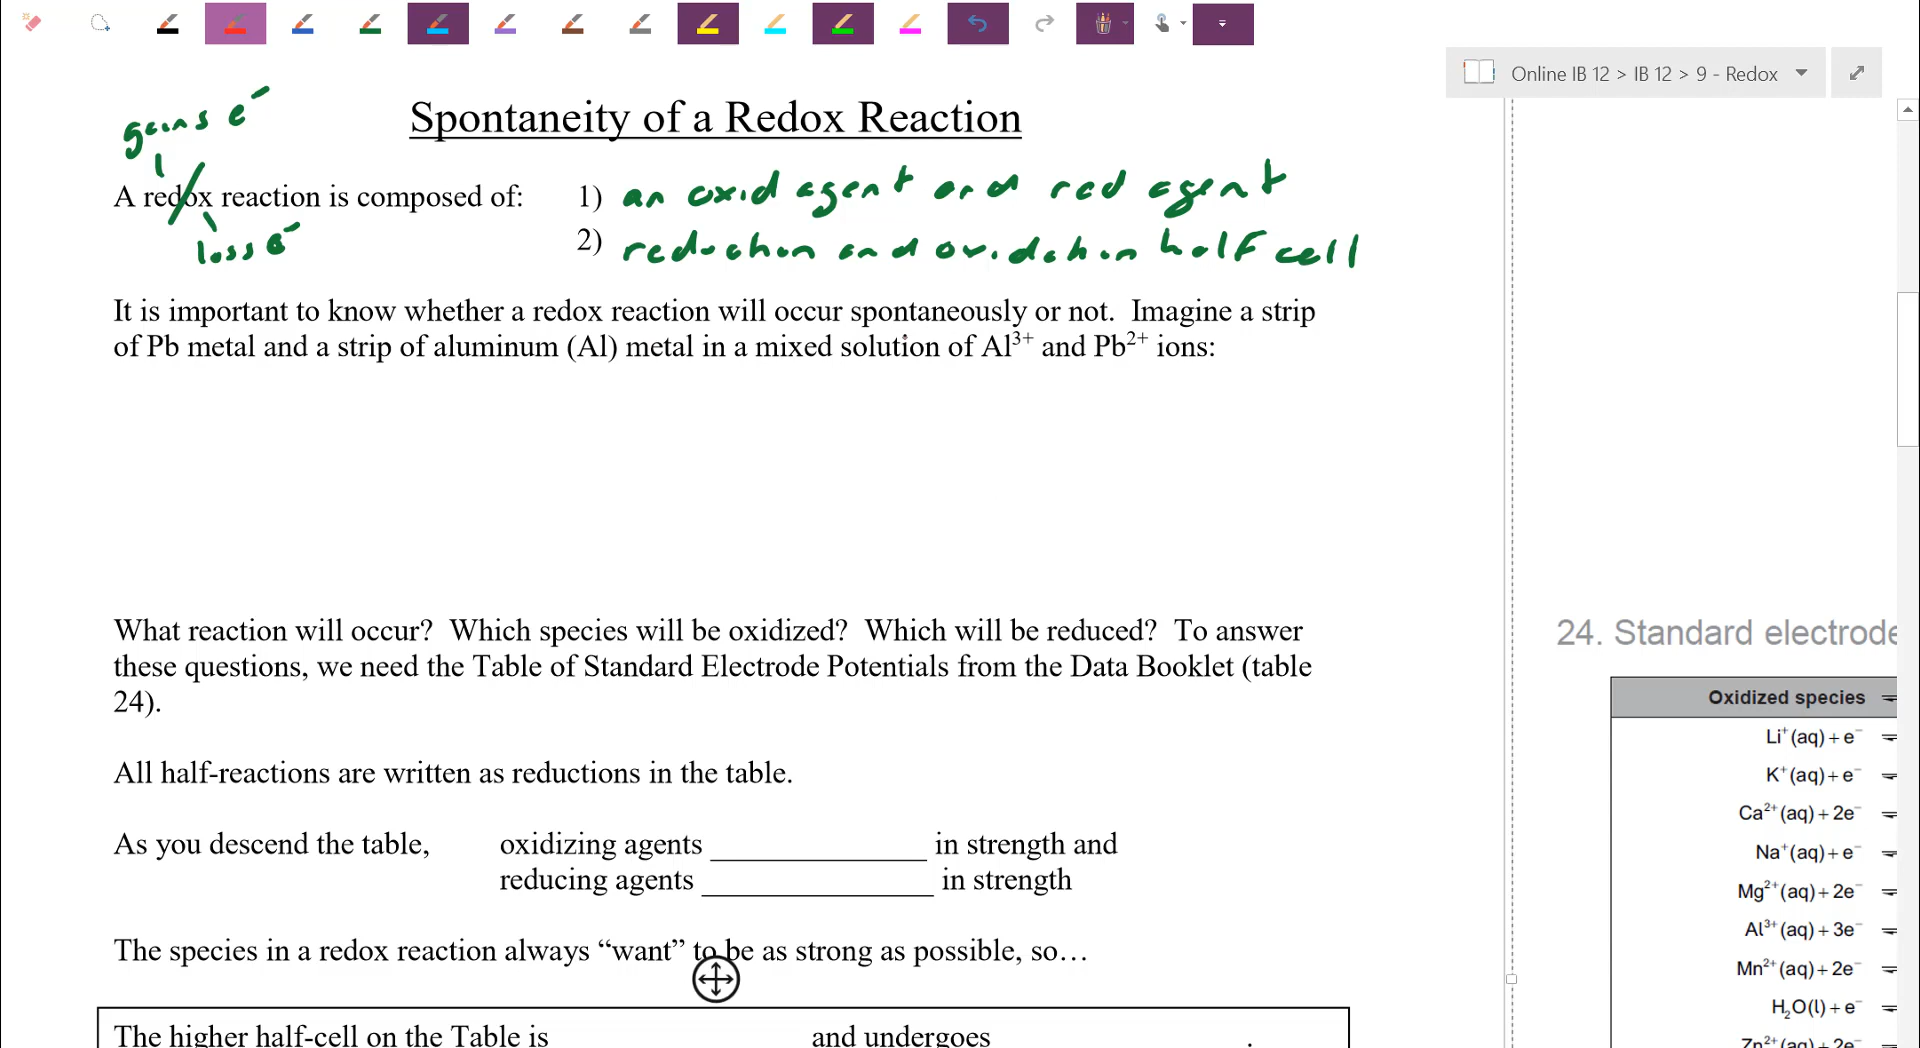 Online IB 12 > IB 12 > 9 - Redox
gains e⁻
Spontaneity of a Redox Reaction
A redox reaction is composed of: 1) an oxid agent and red agent
loss e⁻
2) reduction and oxidation half cell
It is important to know whether a redox reaction will occur spontaneously or not. Imagine a strip
of Pb metal and a strip of aluminum (Al) metal in a mixed solution of Al³⁺ and Pb²⁺ ions:
What reaction will occur? Which species will be oxidized? Which will be reduced? To answer
these questions, we need the Table of Standard Electrode Potentials from the Data Booklet (table
24).
All half-reactions are written as reductions in the table.
As you descend the table, oxidizing agents _______________ in strength and
reducing agents ________________ in strength
The species in a redox reaction always “want” to be as strong as possible, so…
The higher half-cell on the Table is and undergoes .
24. Standard electrode
Oxidized species ⇌
Li⁺(aq) + e⁻ ⇌
K⁺(aq) + e⁻ ⇌
Ca²⁺(aq) + 2e⁻ ⇌
Na⁺(aq) + e⁻ ⇌
Mg²⁺(aq) + 2e⁻ ⇌
Al³⁺(aq) + 3e⁻ ⇌
Mn²⁺(aq) + 2e⁻ ⇌
H₂O(l) + e⁻ ⇌
Zn²⁺(aq) + 2e⁻ ⇌